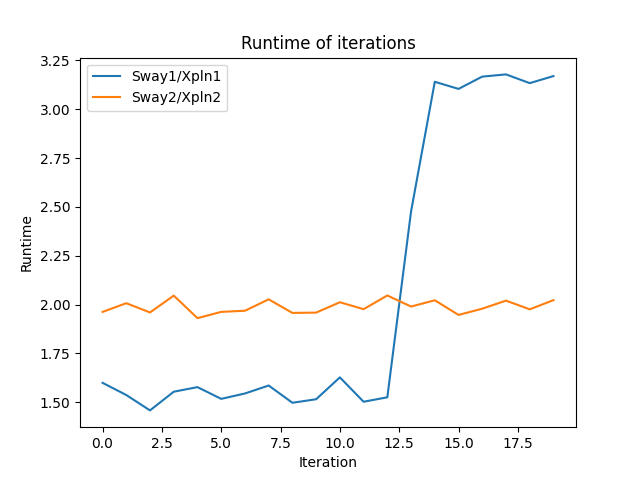 Runtime of iterations
Sway1/Xpln1
Sway2/Xpln2
3.25
3.00
2.75
2.50
2.25
2.00
1.75
1.50
Runtime
0.0 2.5 5.0 7.5 10.0 12.5 15.0 17.5
Iteration